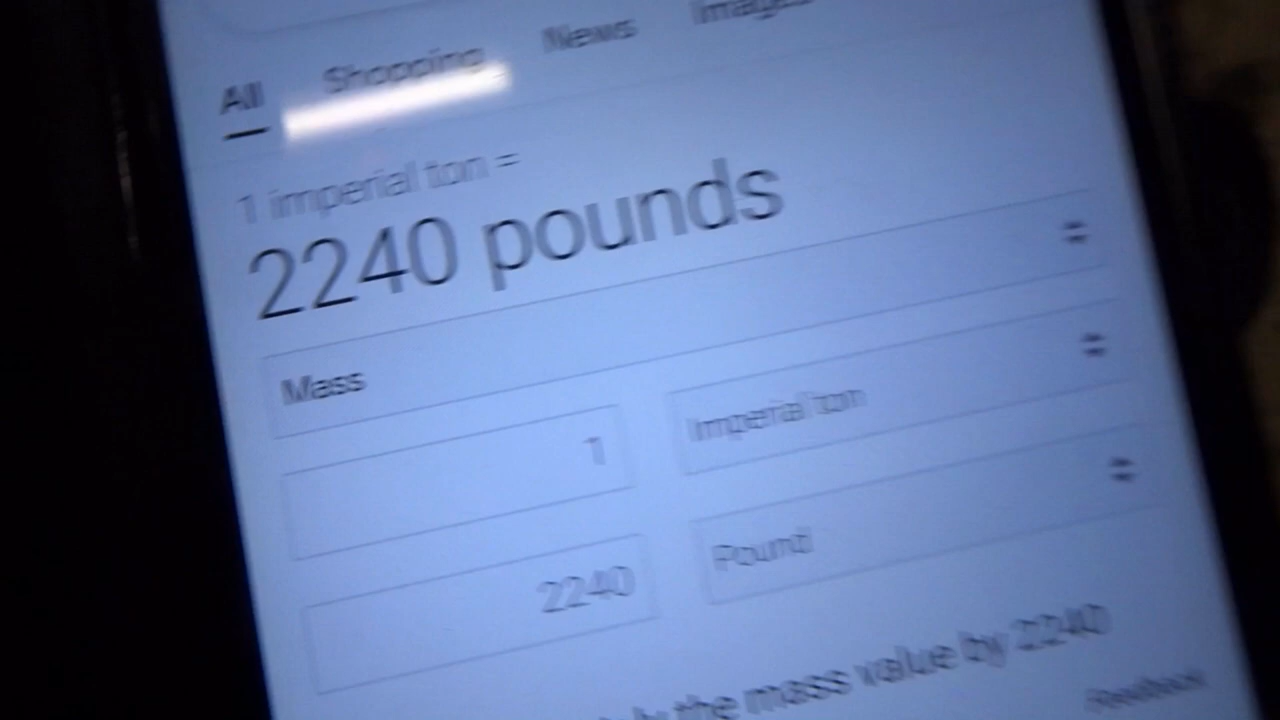 All Shopping News Images
1 imperial ton =
2240 pounds
Mass
1 Imperial ton
2240 Pound
the mass value by 2240
Feedback